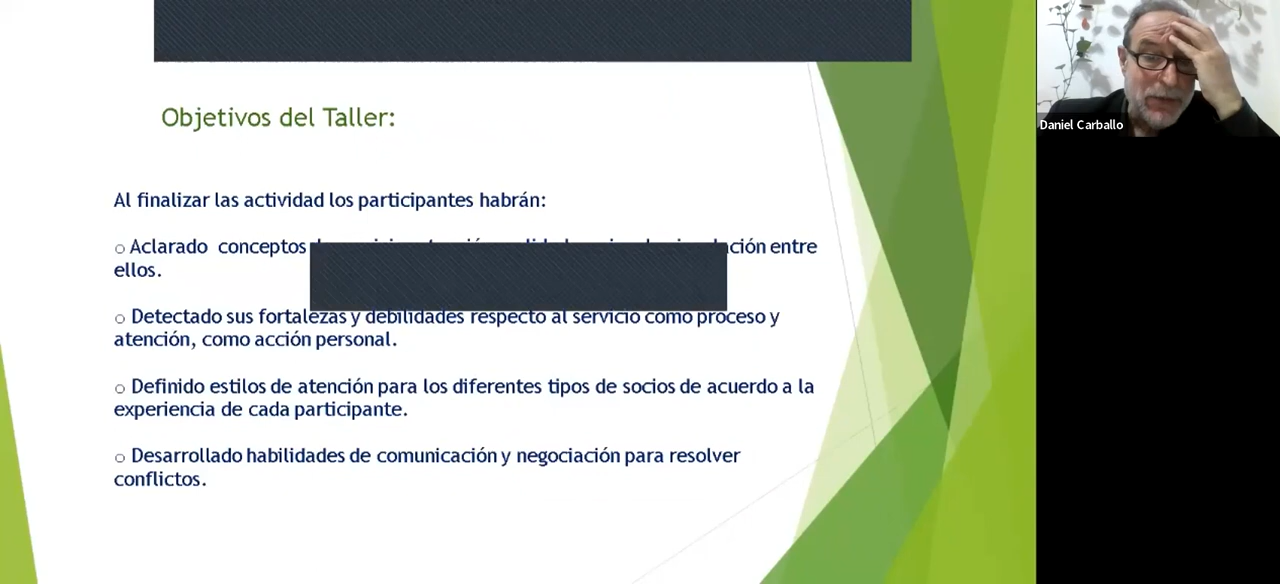 Objetivos del Taller:
Al finalizar las actividad los participantes habrán:
o Aclarado conceptos entre
ellos.
o Detectado sus fortalezas y debilidades respecto al servicio como proceso y
atención, como acción personal.
o Definido estilos de atención para los diferentes tipos de socios de acuerdo a la
experiencia de cada participante.
o Desarrollado habilidades de comunicación y negociación para resolver
conflictos.
Daniel Carballo